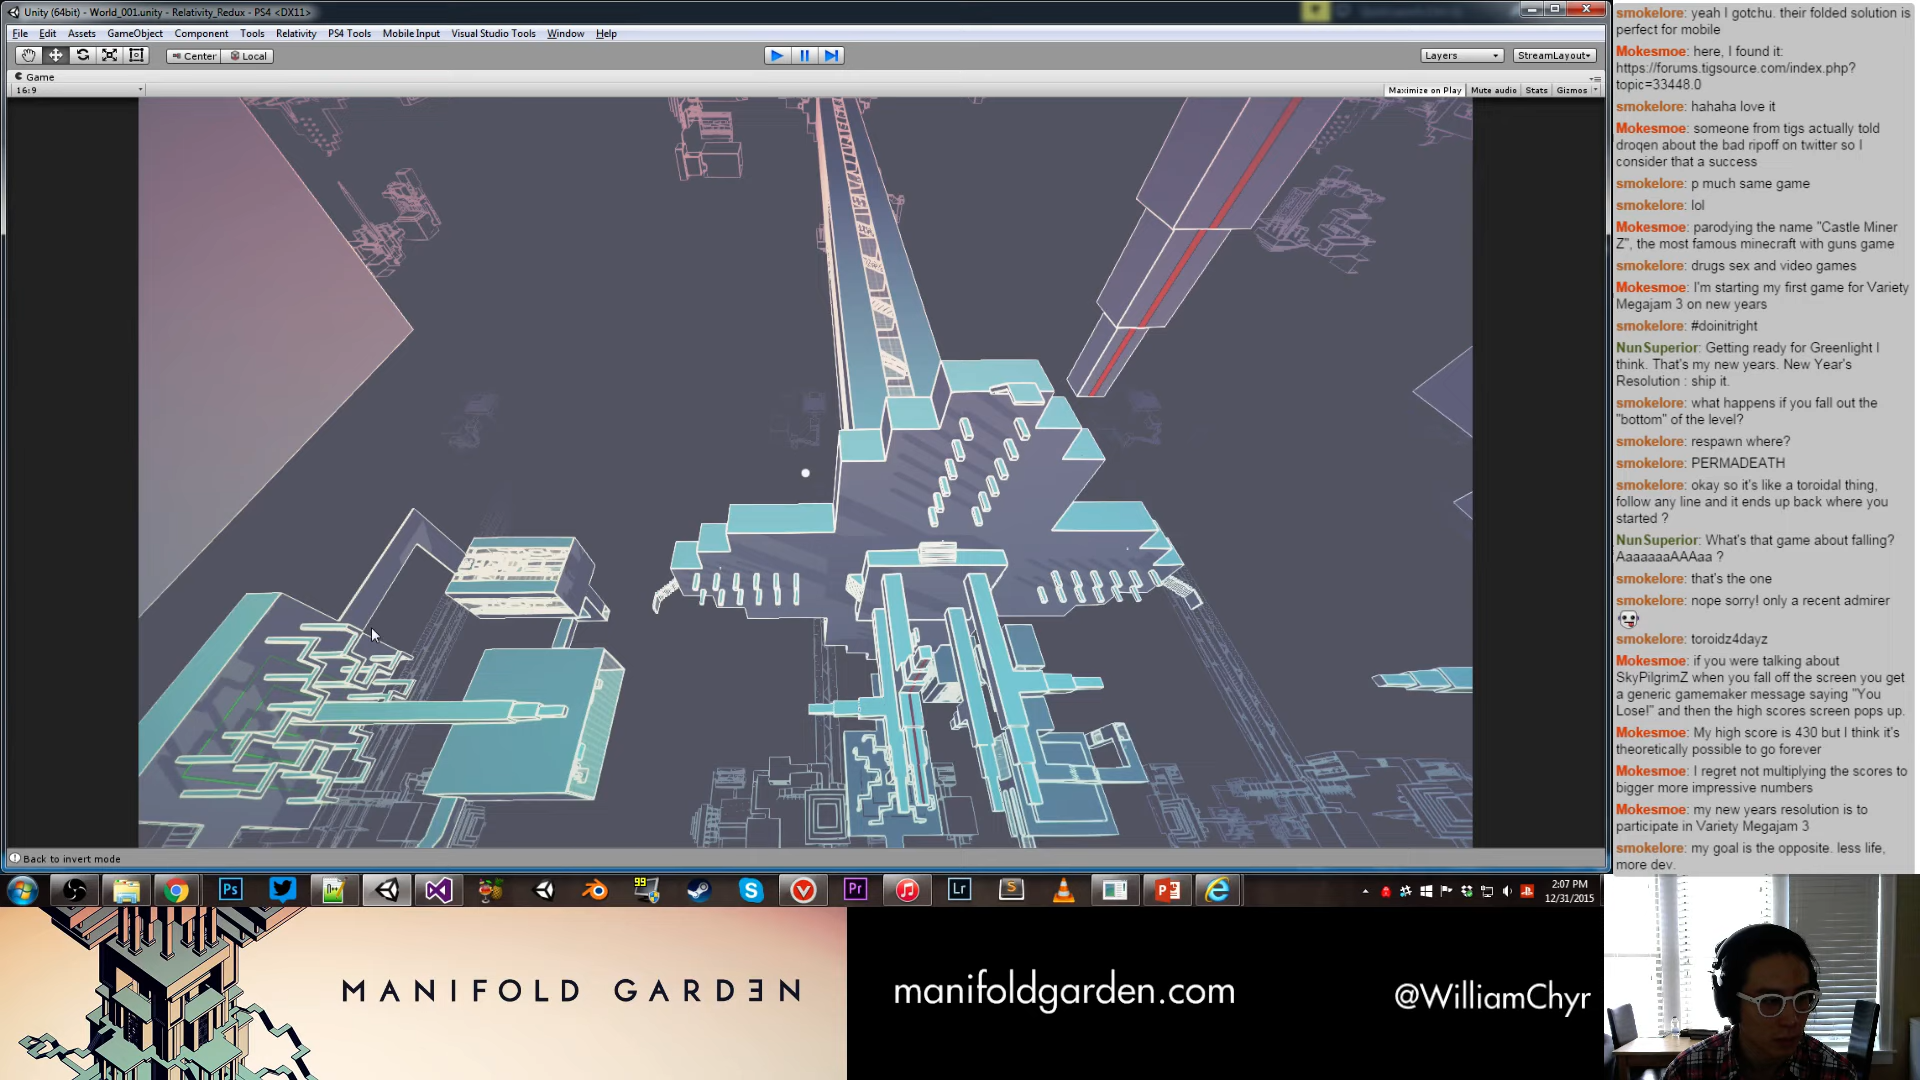 Unity (64bit) - World_001.unity - Relativity_Redux - PS4 <DX11>
File Edit Assets GameObject Component Tools Relativity PS4 Tools Mobile Input Visual Studio Tools Window Help
Center Local Layers StreamLayout
Game
16:9 Maximize on Play Mute audio Stats Gizmos
Back to invert mode
smokelore: yeah I gotchu. their folded solution is
perfect for mobile
Mokesmoe: here, I found it:
https://forums.tigsource.com/index.php?
topic=33448.0
smokelore: hahaha love it
Mokesmoe: someone from tigs actually told
droqen about the bad ripoff on twitter so I
consider that a success
smokelore: p much same game
smokelore: lol
Mokesmoe: parodying the name "Castle Miner
Z", the most famous minecraft with guns game
smokelore: drugs sex and video games
Mokesmoe: I'm starting my first game for Variety
Megajam 3 on new years
smokelore: #doinitright
NunSuperior: Getting ready for Greenlight I
think. That's my new years. New Year's
Resolution : ship it.
smokelore: what happens if you fall out the
"bottom" of the level?
smokelore: respawn where?
smokelore: PERMADEATH
smokelore: okay so it's like a toroidal thing,
follow any line and it ends up back where you
started ?
NunSuperior: What's that game about falling?
AaaaaaAAAaa ?
smokelore: that's the one
smokelore: nope sorry! only a recent admirer
smokelore: toroidz4dayz
Mokesmoe: if you were talking about
SkyPilgrimZ when you fall off the screen you get
a generic gamemaker message saying "You
Lose!" and then the high scores screen pops up.
Mokesmoe: My high score is 430 but I think it's
theoretically possible to go forever
Mokesmoe: I regret not multiplying the scores to
bigger more impressive numbers
Mokesmoe: my new years resolution is to
participate in Variety Megajam 3
smokelore: my goal is the opposite. less life,
more dev.
Ps 99 Pr Lr S
2:07 PM
12/31/2015
MANIFOLD GARDƎN
manifoldgarden.com
@WilliamChyr